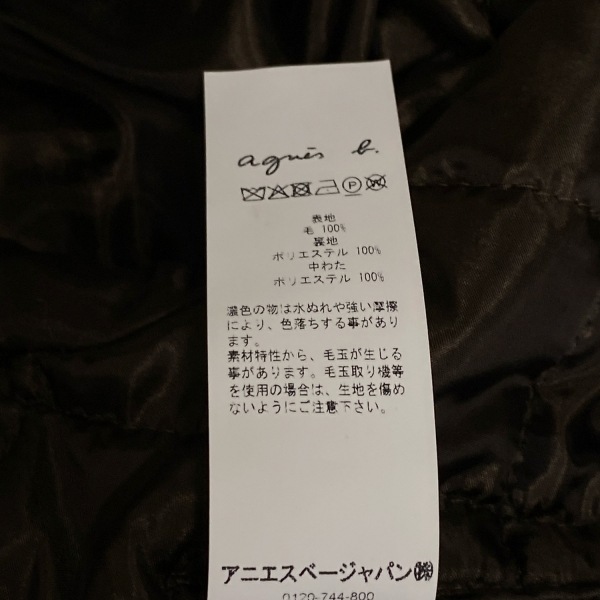 agnès b.
表地
毛 100%
裏地
ポリエステル 100%
中わた
ポリエステル 100%
濃色の物は水ぬれや強い摩擦
により、色落ちする事があり
ます。
素材特性から、毛玉が生じる
事があります。毛玉取り機等
を使用の場合は、生地を傷め
ないようにご注意下さい。
アニエスベージャパン㈱
0120-744-800